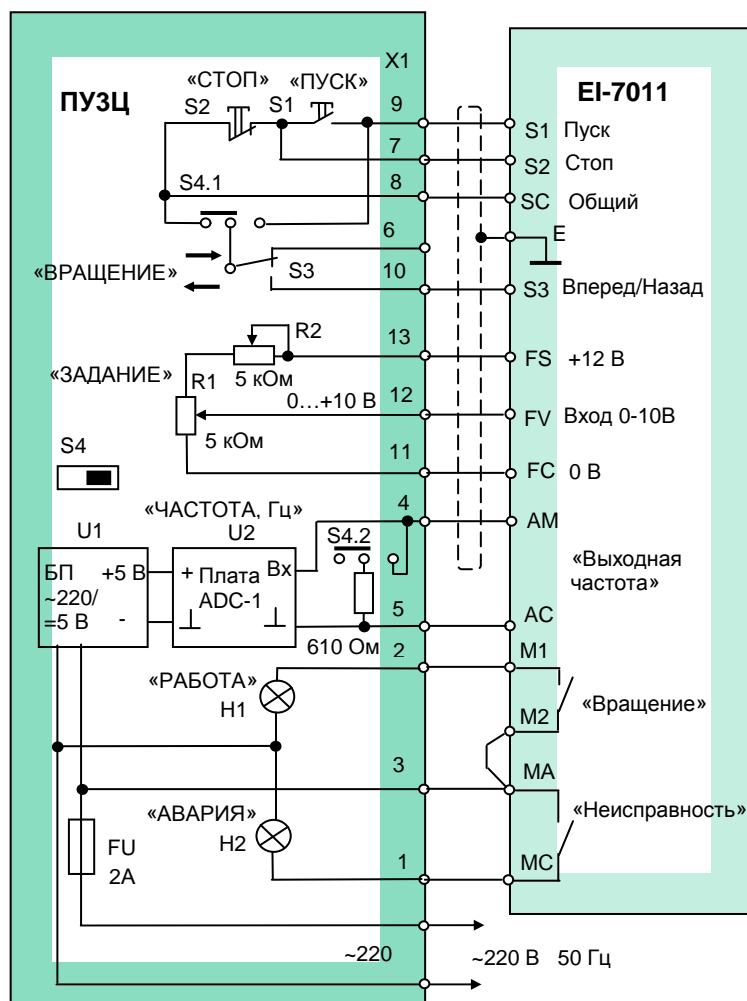 X1
«СТОП» «ПУСК»
ПУ3Ц
EI-7011
S2 S1 9
S1 Пуск
7
S2 Стоп
S4.1 8
SC Общий
6
E
«ВРАЩЕНИЕ» S3 10
S3 Вперед/Назад
R2 13
FS +12 В
«ЗАДАНИЕ» 5 кОм
R1 0…+10 В 12
FV Вход 0-10В
5 кОм
S4 11
FC 0 В
«ЧАСТОТА, Гц» 4
AM
U1 U2 S4.2
«Выходная
частота»
БП +5 В + Плата Вх
~220/ ADC-1
=5 В - ⊥ ⊥
5
AC
610 Ом 2
M1
«РАБОТА»
H1
«Вращение»
M2
3
MA
«АВАРИЯ»
«Неисправность»
FU H2 1
2А
MC
~220 ~220 В 50 Гц